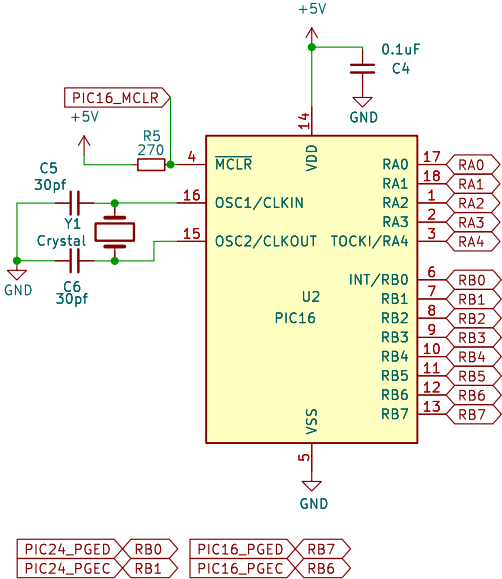 +5V
0.1uF
C4
GND
PIC16_MCLR
+5V
R5
270
4
MCLR
14
VDD
C5
30pf
16
OSC1/CLKIN
Y1
Crystal
15
OSC2/CLKOUT
GND
C6
30pf
U2
PIC16
RA0 17 RA0
RA1 18 RA1
RA2 1 RA2
RA3 2 RA3
TOCKI/RA4 3 RA4
INT/RB0 6 RB0
RB1 7 RB1
RB2 8 RB2
RB3 9 RB3
RB4 10 RB4
RB5 11 RB5
RB6 12 RB6
RB7 13 RB7
VSS
5
GND
PIC24_PGED RB0 PIC16_PGED RB7
PIC24_PGEC RB1 PIC16_PGEC RB6